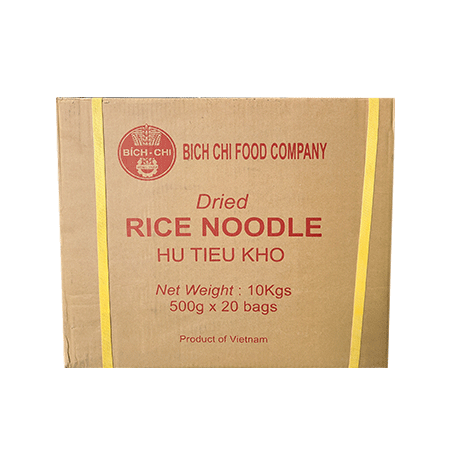 BÍCH - CHI
BICH CHI FOOD COMPANY
Dried
RICE NOODLE
HU TIEU KHO
Net Weight : 10Kgs
500g x 20 bags
Product of Vietnam